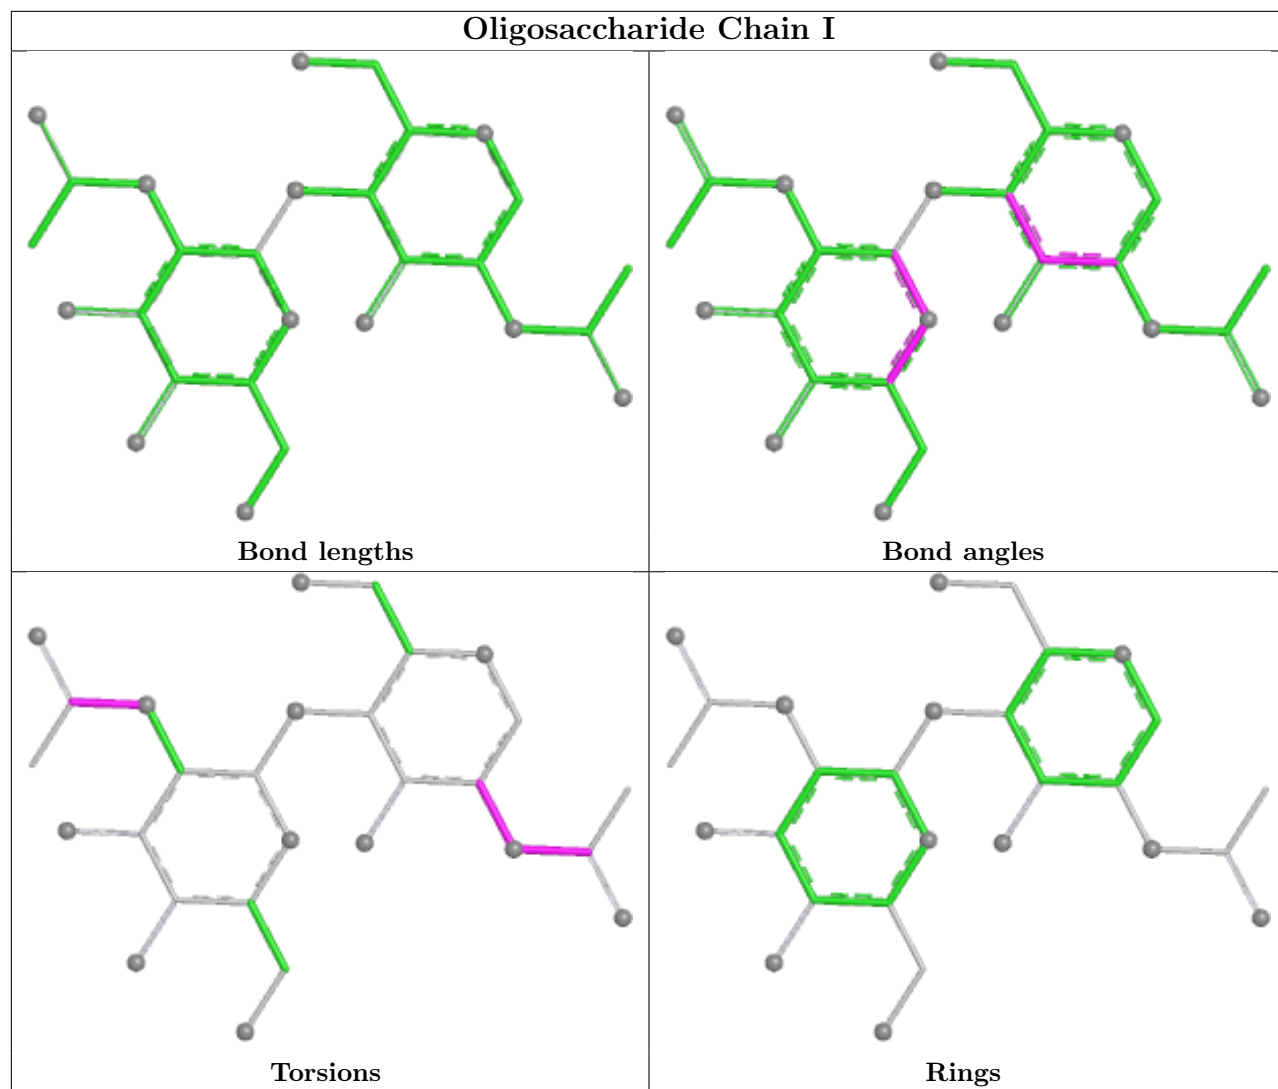 Oligosaccharide Chain I
Bond lengths
Bond angles
Torsions
Rings